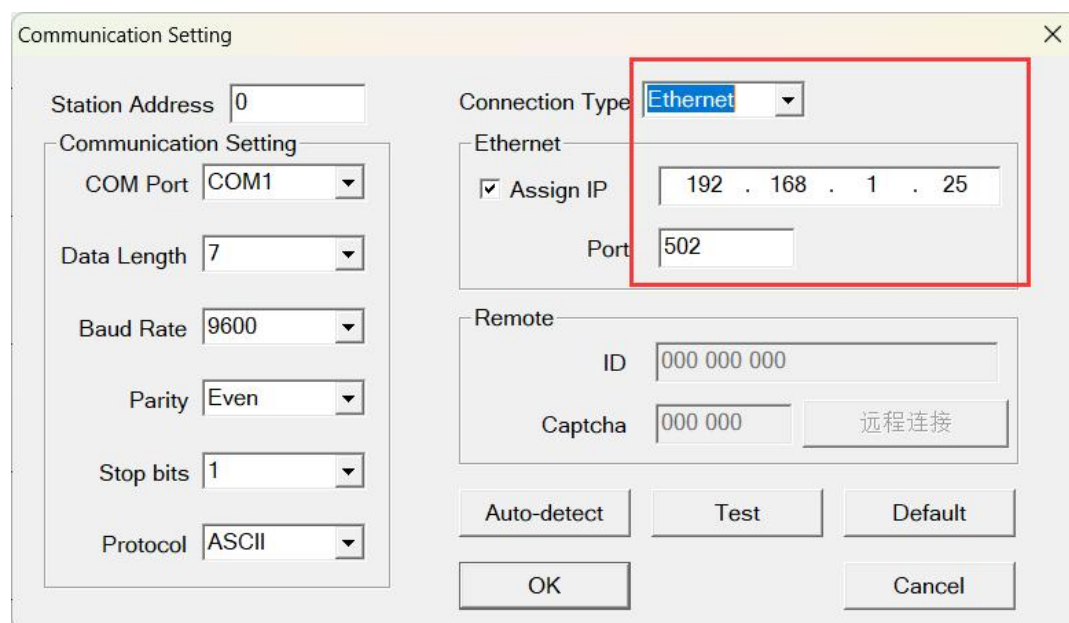 Communication Setting
Station Address 0
Communication Setting
COM Port COM1
Data Length 7
Baud Rate 9600
Parity Even
Stop bits 1
Protocol ASCII
Connection Type Ethernet
Ethernet
Assign IP 192 . 168 . 1 . 25
Port 502
Remote
ID 000 000 000
Captcha 000 000 远程连接
Auto-detect Test Default
OK Cancel